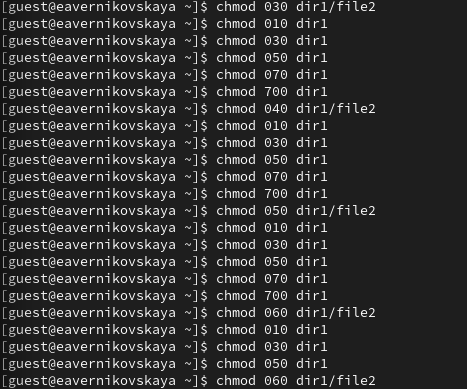 [guest@eavernikovskaya ~]$ chmod 030 dir1/file2
[guest@eavernikovskaya ~]$ chmod 010 dir1
[guest@eavernikovskaya ~]$ chmod 030 dir1
[guest@eavernikovskaya ~]$ chmod 050 dir1
[guest@eavernikovskaya ~]$ chmod 070 dir1
[guest@eavernikovskaya ~]$ chmod 700 dir1
[guest@eavernikovskaya ~]$ chmod 040 dir1/file2
[guest@eavernikovskaya ~]$ chmod 010 dir1
[guest@eavernikovskaya ~]$ chmod 030 dir1
[guest@eavernikovskaya ~]$ chmod 050 dir1
[guest@eavernikovskaya ~]$ chmod 070 dir1
[guest@eavernikovskaya ~]$ chmod 700 dir1
[guest@eavernikovskaya ~]$ chmod 050 dir1/file2
[guest@eavernikovskaya ~]$ chmod 010 dir1
[guest@eavernikovskaya ~]$ chmod 030 dir1
[guest@eavernikovskaya ~]$ chmod 050 dir1
[guest@eavernikovskaya ~]$ chmod 070 dir1
[guest@eavernikovskaya ~]$ chmod 700 dir1
[guest@eavernikovskaya ~]$ chmod 060 dir1/file2
[guest@eavernikovskaya ~]$ chmod 010 dir1
[guest@eavernikovskaya ~]$ chmod 030 dir1
[guest@eavernikovskaya ~]$ chmod 050 dir1
[guest@eavernikovskaya ~]$ chmod 060 dir1/file2